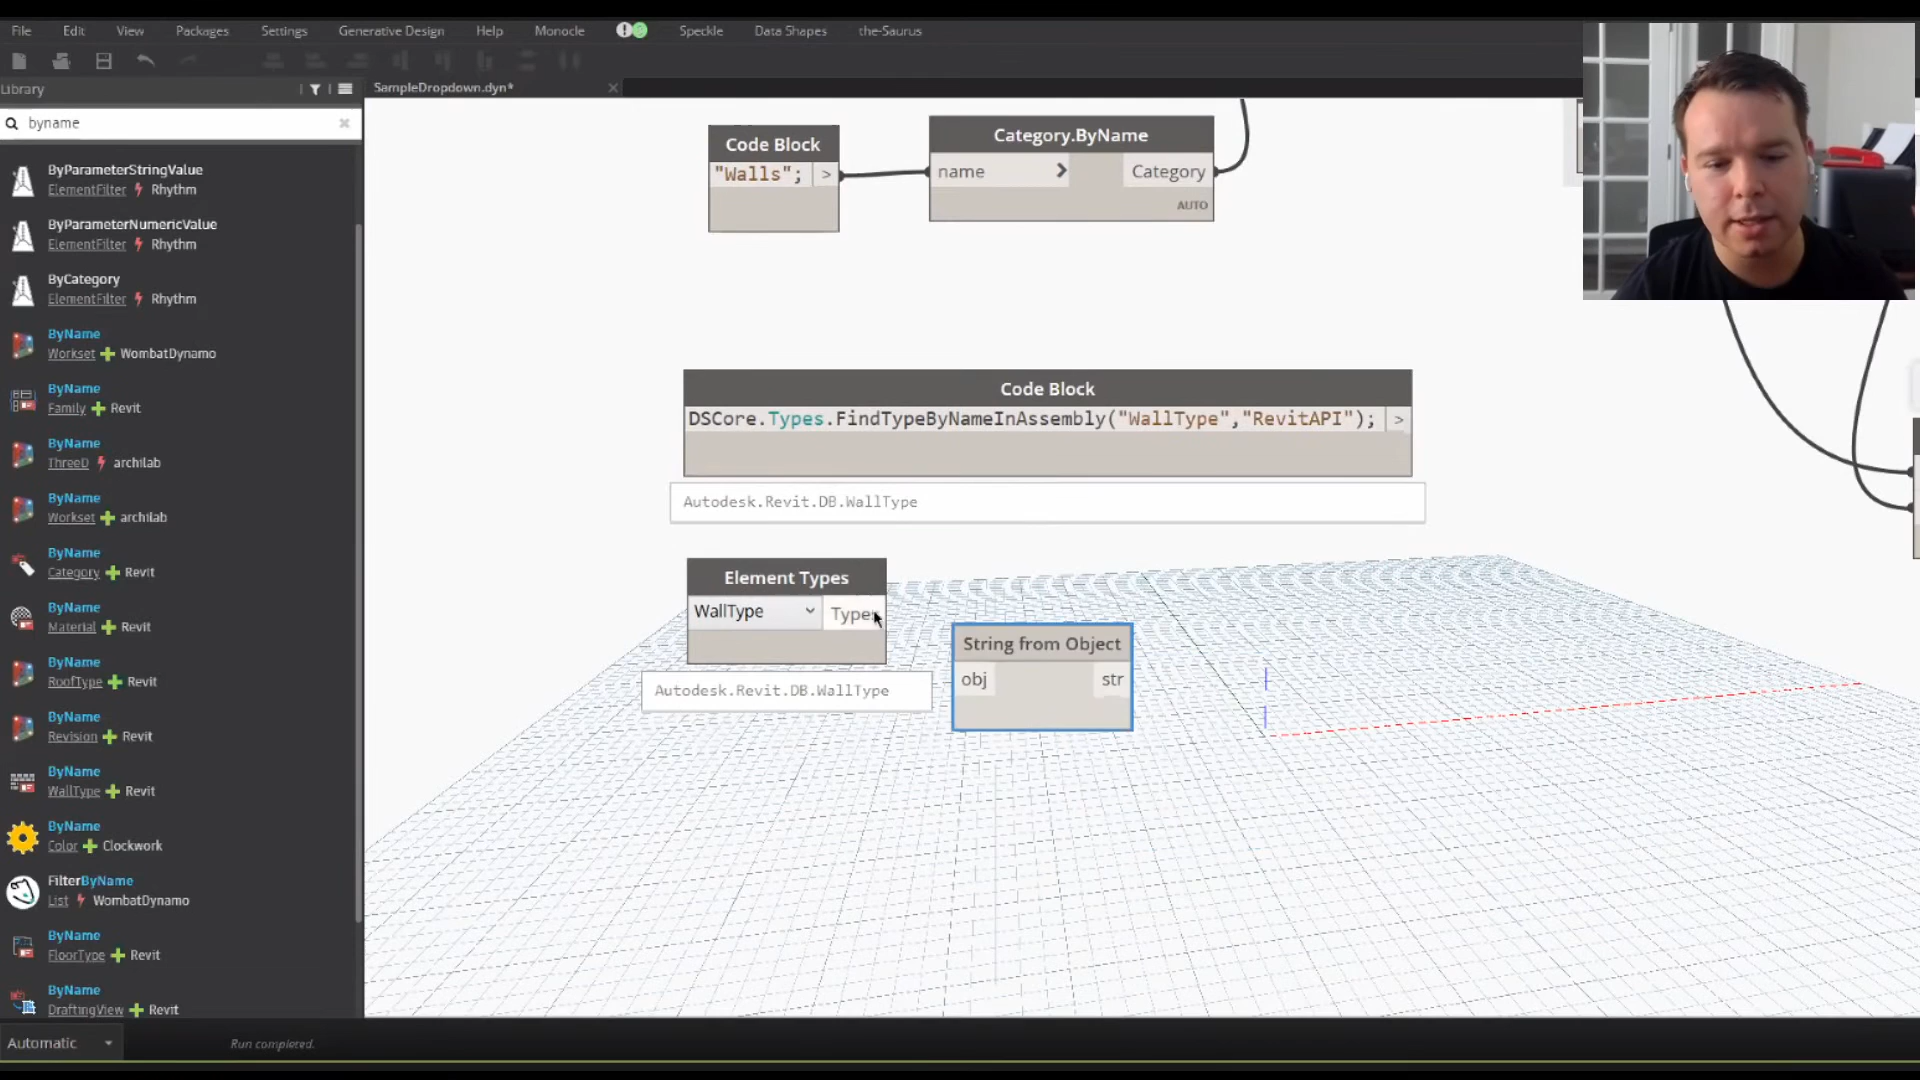 File Edit View Packages Settings Generative Design Help Monocle Speckle Data Shapes the-Saurus
Library
SampleDropdown.dyn*
byname
ByParameterStringValue
ElementFilter Rhythm
ByParameterNumericValue
ElementFilter Rhythm
ByCategory
ElementFilter Rhythm
ByName
Workset WombatDynamo
ByName
Family Revit
ByName
ThreeD archilab
ByName
Workset archilab
ByName
Category Revit
ByName
Material Revit
ByName
RoofType Revit
ByName
Revision Revit
ByName
WallType Revit
ByName
Color Clockwork
FilterByName
List WombatDynamo
ByName
FloorType Revit
ByName
DraftingView Revit
Automatic
Run completed.
Code Block
"Walls"; >
Category.ByName
name > Category
AUTO
Code Block
DSCore.Types.FindTypeByNameInAssembly("WallType","RevitAPI"); >
Autodesk.Revit.DB.WallType
Element Types
WallType Types
Autodesk.Revit.DB.WallType
String from Object
obj str